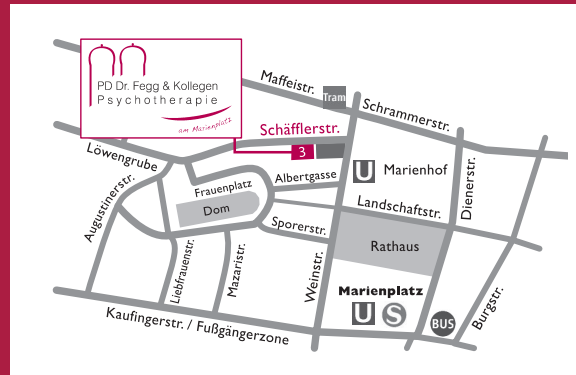 PD Dr. Fegg & Kollegen
Psychotherapie
am Marienplatz
Maffeistr.
Tram
Schrammerstr.
Schäfflerstr.
3
Löwengrube
U
Marienhof
Albertgasse
Frauenplatz
Dom
Augustinerstr.
Landschaftstr.
Dienerstr.
Sporerstr.
Rathaus
Liebfrauenstr.
Mazaristr.
Weinstr.
Marienplatz
U S
BUS
Burgstr.
Kaufingerstr. / Fußgängerzone